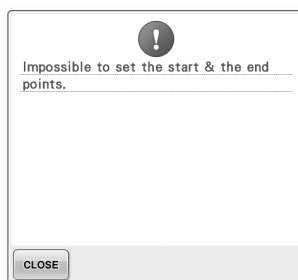 Impossible to set the start & the end
points.
CLOSE